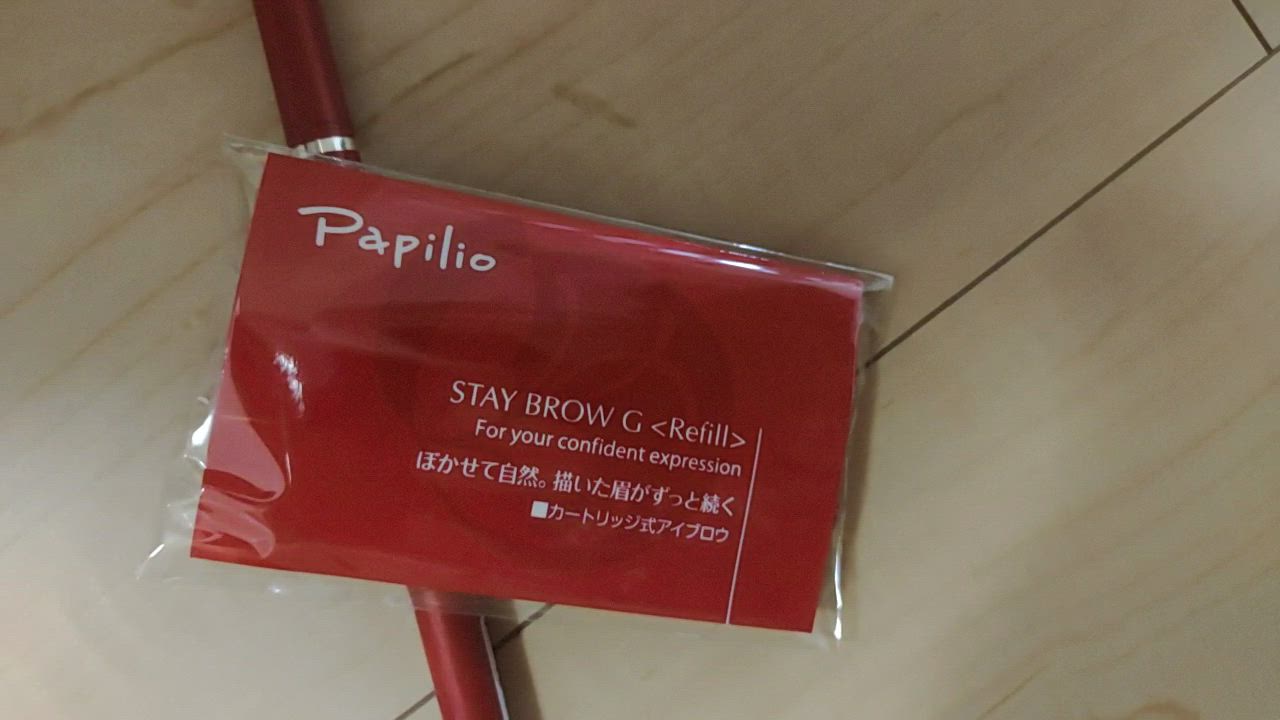 Papilio
STAY BROW G <Refill>
For your confident expression
ぼかせて自然。描いた眉がずっと続く
■カートリッジ式アイブロウ